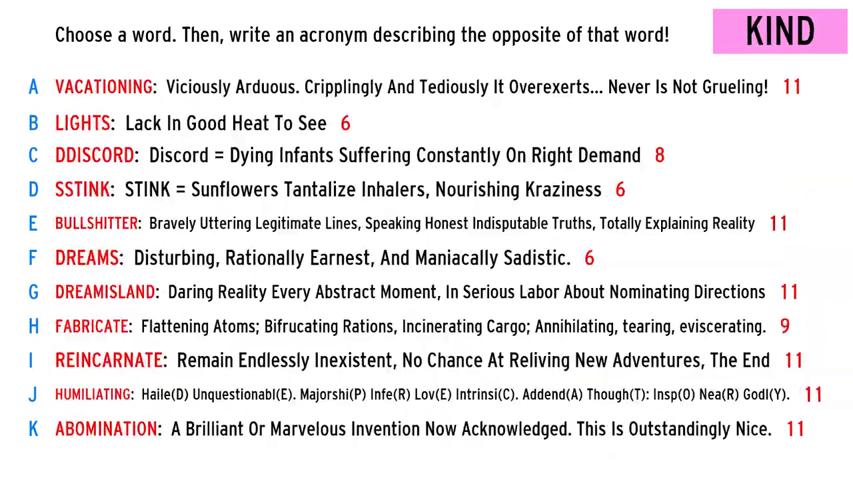 Choose a word. Then, write an acronym describing the opposite of that word!
KIND
A VACATIONING: Viciously Arduous. Cripplingly And Tediously It Overexerts... Never Is Not Grueling! 11
B LIGHTS: Lack In Good Heat To See 6
C DDISCORD: Discord = Dying Infants Suffering Constantly On Right Demand 8
D SSTINK: STINK = Sunflowers Tantalize Inhalers, Nourishing Kraziness 6
E BULLSHITTER: Bravely Uttering Legitimate Lines, Speaking Honest Indisputable Truths, Totally Explaining Reality 11
F DREAMS: Disturbing, Rationally Earnest, And Maniacally Sadistic. 6
G DREAMISLAND: Daring Reality Every Abstract Moment, In Serious Labor About Nominating Directions 11
H FABRICATE: Flattening Atoms; Bifrucating Rations, Incinerating Cargo; Annihilating, tearing, eviscerating. 9
I REINCARNATE: Remain Endlessly Inexistent, No Chance At Reliving New Adventures, The End 11
J HUMILIATING: Haile(D) Unquestionabl(E). Majorshi(P) Infe(R) Lov(E) Intrinsi(C). Addend(A) Though(T): Insp(O) Nea(R) Godl(Y). 11
K ABOMINATION: A Brilliant Or Marvelous Invention Now Acknowledged. This Is Outstandingly Nice. 11